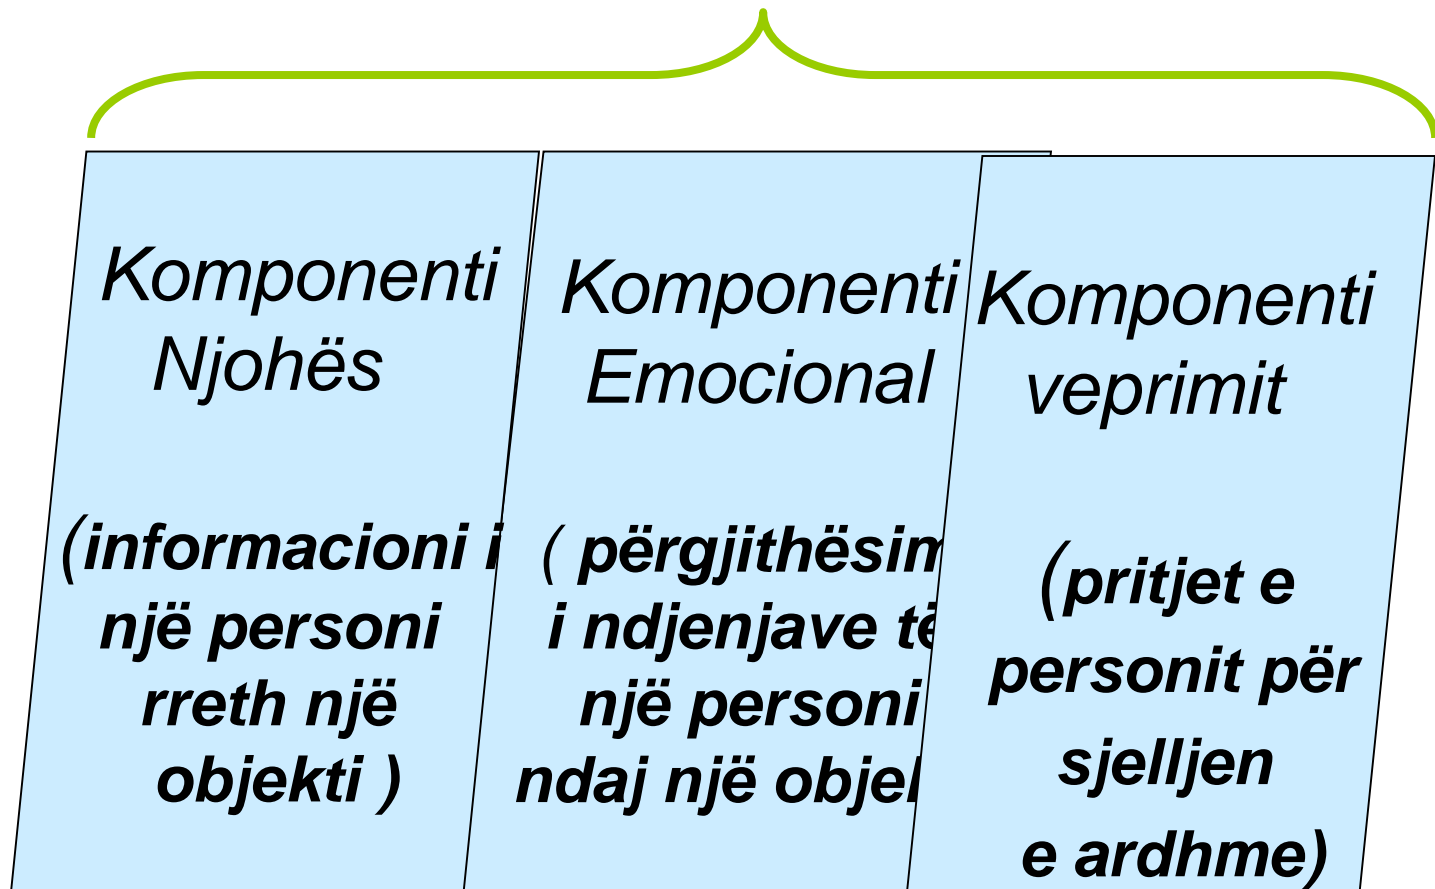 Komponenti
Njohës
(informacioni i
një personi
rreth një
objekti )
Komponenti
Emocional
( përgjithësim
i ndjenjave të
një personi
ndaj një
Komponenti
veprimit
(pritjet e
personit për
sjelljen
e ardhme)